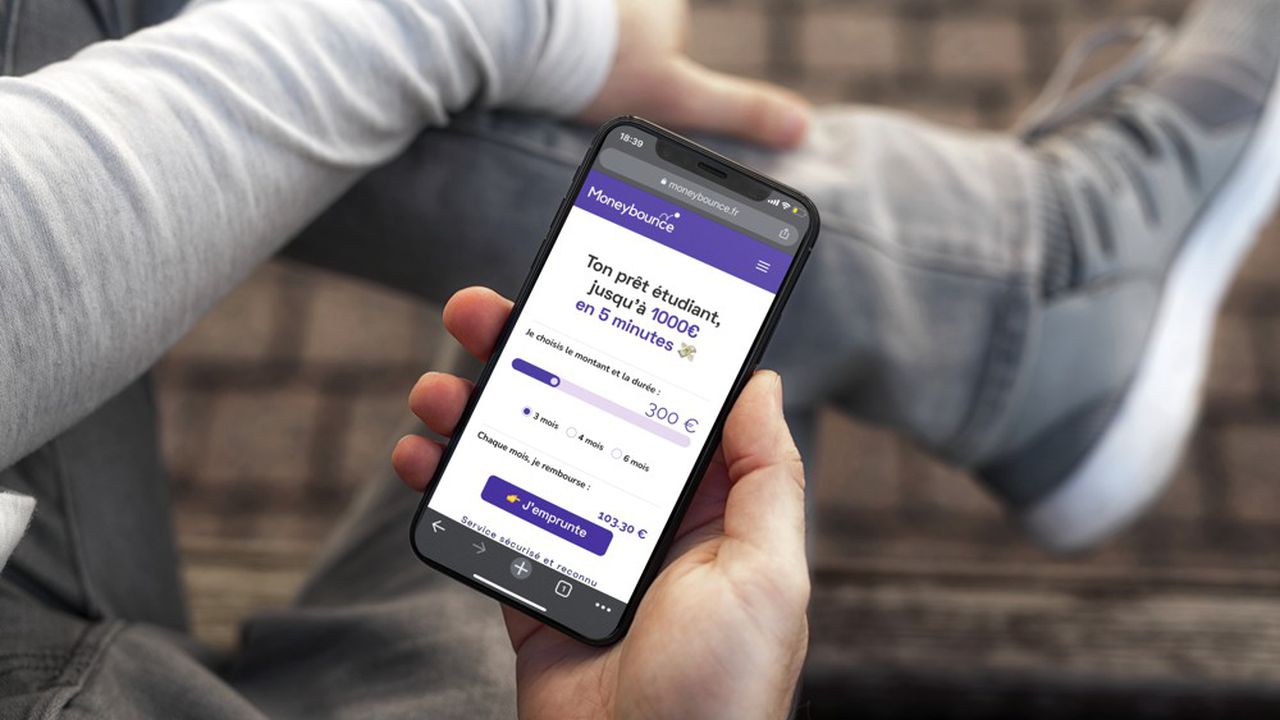 18:39
moneybounce.fr
Moneybounce
Ton prêt étudiant,
jusqu'à 1000€
en 5 minutes 💸
Je choisis le montant et la durée :
300 €
3 mois
4 mois
6 mois
Chaque mois, je rembourse :
103.30 €
👉 J'emprunte
Service sécurisé et reconnu
1